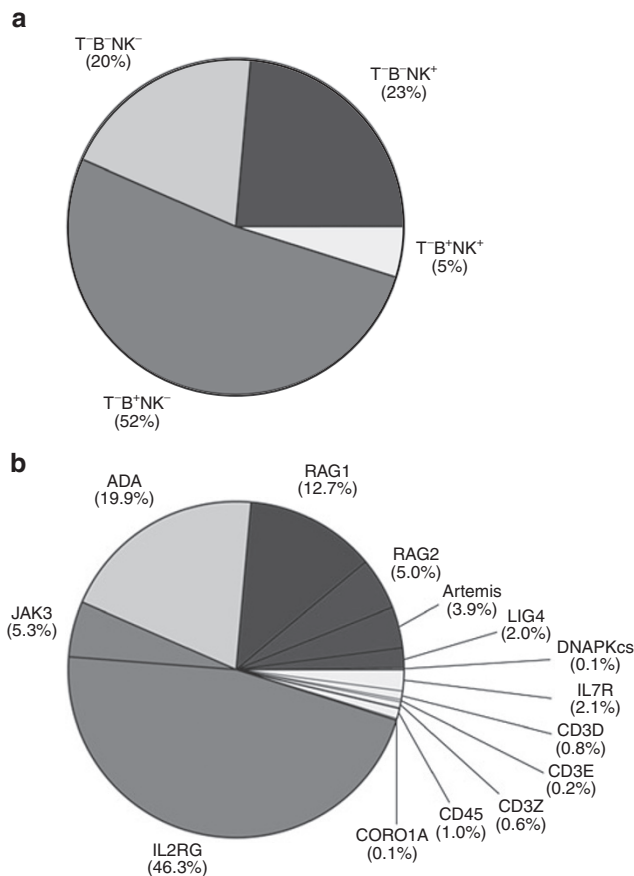 a
T⁻B⁻NK⁻
(20%)
T⁻B⁻NK⁺
(23%)
T⁻B⁺NK⁺
(5%)
T⁻B⁺NK⁻
(52%)
b
ADA
(19.9%)
RAG1
(12.7%)
RAG2
(5.0%)
Artemis
(3.9%)
LIG4
(2.0%)
DNAPKcs
(0.1%)
IL7R
(2.1%)
CD3D
(0.8%)
CD3E
(0.2%)
CD3Z
(0.6%)
CD45
(1.0%)
CORO1A
(0.1%)
IL2RG
(46.3%)
JAK3
(5.3%)